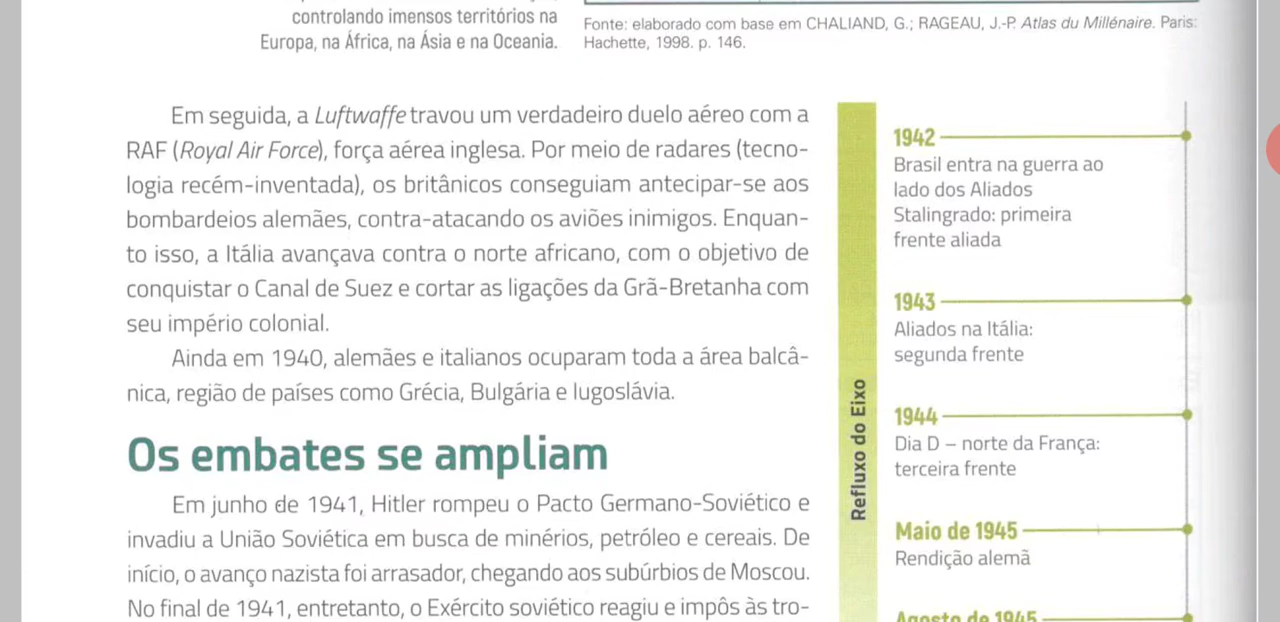 controlando imensos territórios na
Europa, na África, na Ásia e na Oceania.
Fonte: elaborado com base em CHALIAND, G.; RAGEAU, J.-P. Atlas du Millénaire. Paris:
Hachette, 1998. p. 146.
Em seguida, a Luftwaffe travou um verdadeiro duelo aéreo com a
RAF (Royal Air Force), força aérea inglesa. Por meio de radares (tecno-
logia recém-inventada), os britânicos conseguiam antecipar-se aos
bombardeios alemães, contra-atacando os aviões inimigos. Enquan-
to isso, a Itália avançava contra o norte africano, com o objetivo de
conquistar o Canal de Suez e cortar as ligações da Grã-Bretanha com
seu império colonial.
Ainda em 1940, alemães e italianos ocuparam toda a área balcâ-
nica, região de países como Grécia, Bulgária e Iugoslávia.
Os embates se ampliam
Em junho de 1941, Hitler rompeu o Pacto Germano-Soviético e
invadiu a União Soviética em busca de minérios, petróleo e cereais. De
início, o avanço nazista foi arrasador, chegando aos subúrbios de Moscou.
No final de 1941, entretanto, o Exército soviético reagiu e impôs às tro-
Refluxo do Eixo
1942
Brasil entra na guerra ao
lado dos Aliados
Stalingrado: primeira
frente aliada
1943
Aliados na Itália:
segunda frente
1944
Dia D – norte da França:
terceira frente
Maio de 1945
Rendição alemã
Agosto de 1945